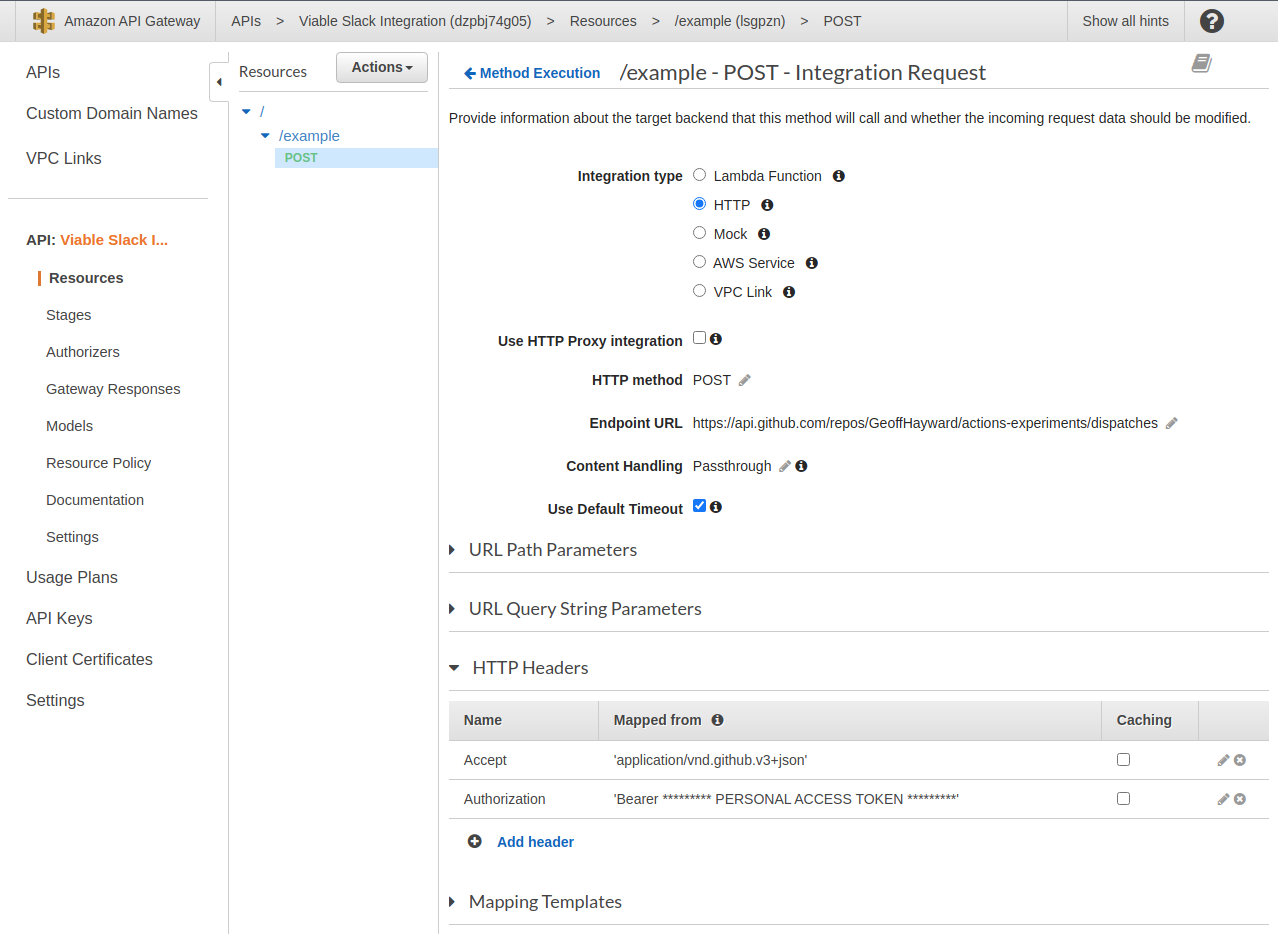 Amazon API Gateway
APIs > Viable Slack Integration (dzpbj74g05) > Resources > /example (lsgpzn) > POST
Show all hints
?
APIs
Custom Domain Names
VPC Links
API: Viable Slack I...
Resources
Stages
Authorizers
Gateway Responses
Models
Resource Policy
Documentation
Settings
Usage Plans
API Keys
Client Certificates
Settings
Resources
Actions
/
/example
POST
Method Execution /example - POST - Integration Request
Provide information about the target backend that this method will call and whether the incoming request data should be modified.
Integration type Lambda Function
HTTP
Mock
AWS Service
VPC Link
Use HTTP Proxy integration
HTTP method POST
Endpoint URL https://api.github.com/repos/GeoffHayward/actions-experiments/dispatches
Content Handling Passthrough
Use Default Timeout
URL Path Parameters
URL Query String Parameters
HTTP Headers
Name Mapped from Caching
Accept 'application/vnd.github.v3+json'
Authorization 'Bearer ********* PERSONAL ACCESS TOKEN *********'
Add header
Mapping Templates